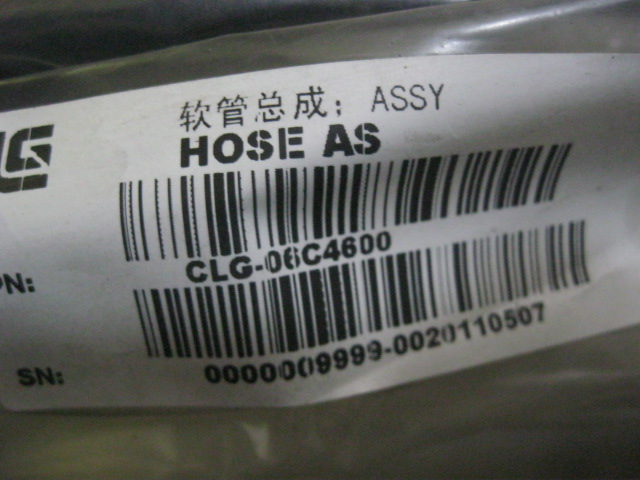 软管总成；ASSY
HOSE AS
CLG-06C4600
PN:
SN:
0000009999-0020110507